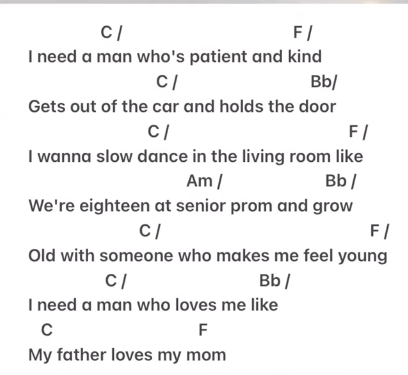 C / F /
I need a man who's patient and kind
C / Bb/
Gets out of the car and holds the door
C / F /
I wanna slow dance in the living room like
Am / Bb /
We're eighteen at senior prom and grow
C / F /
Old with someone who makes me feel young
C / Bb /
I need a man who loves me like
C F
My father loves my mom